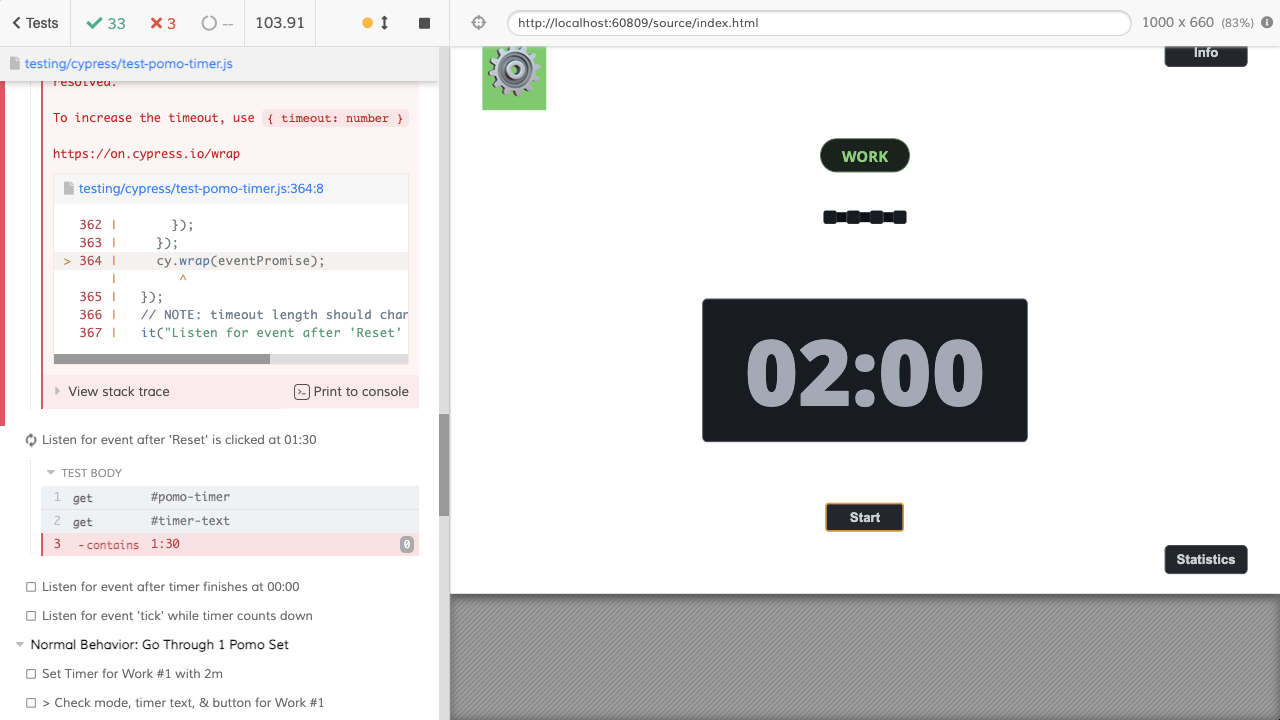 Tests
33
3
--
103.91
http://localhost:60809/source/index.html
1000 x 660 (83%)
testing/cypress/test-pomo-timer.js
resolved.
To increase the timeout, use { timeout: number }
https://on.cypress.io/wrap
testing/cypress/test-pomo-timer.js:364:8
362 | });
363 | });
> 364 | cy.wrap(eventPromise);
| ^
365 | });
366 | // NOTE: timeout length should char
367 | it("Listen for event after 'Reset'
View stack trace
Print to console
Listen for event after 'Reset' is clicked at 01:30
TEST BODY
1 get #pomo-timer
2 get #timer-text
3 -contains 1:30 0
Listen for event after timer finishes at 00:00
Listen for event 'tick' while timer counts down
Normal Behavior: Go Through 1 Pomo Set
Set Timer for Work #1 with 2m
> Check mode, timer text, & button for Work #1
Info
WORK
02:00
Start
Statistics